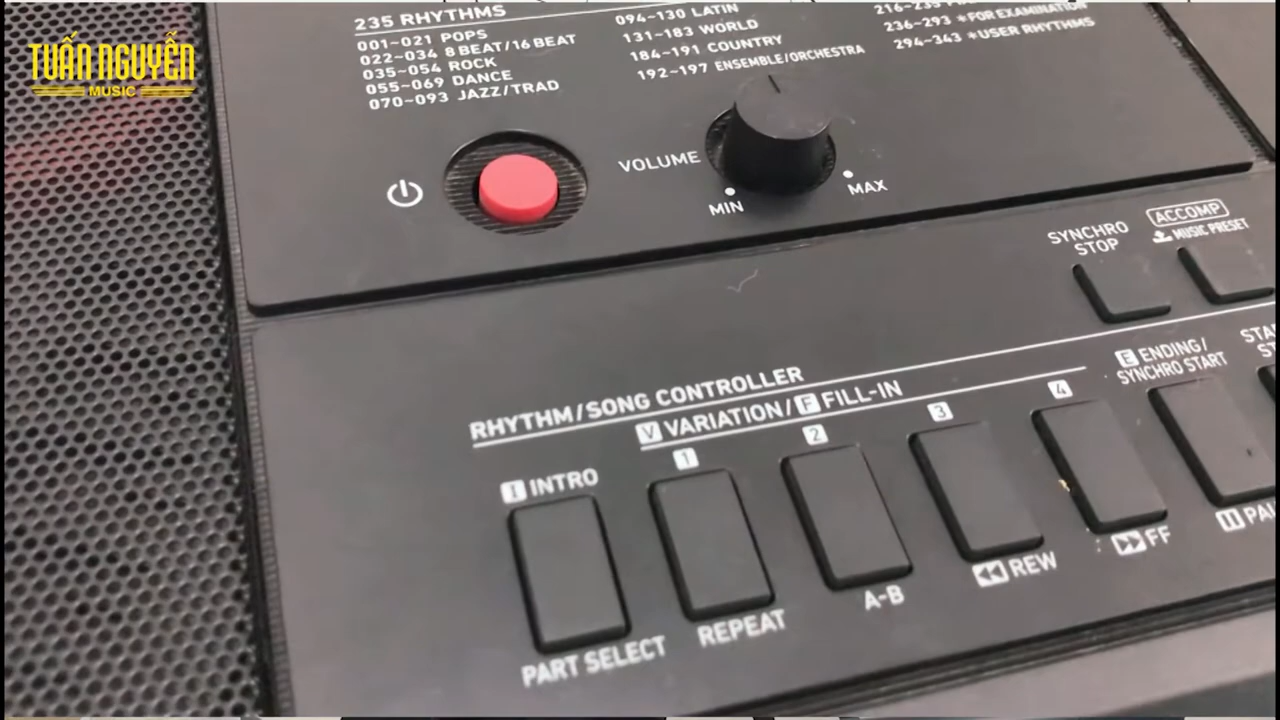 TUẤN NGUYỄN
MUSIC
235 RHYTHMS
001~021 POPS
022~034 8 BEAT/16 BEAT
035~054 ROCK
055~069 DANCE
070~093 JAZZ/TRAD
094~130 LATIN
131~183 WORLD
184~191 COUNTRY
192~197 ENSEMBLE/ORCHESTRA
236~293 *FOR EXAMINATION
294~343 *USER RHYTHMS
VOLUME
MIN
MAX
SYNCHRO
STOP
ACCOMP
MUSIC PRESET
RHYTHM/SONG CONTROLLER
V VARIATION/F FILL-IN
E ENDING/
SYNCHRO START
I INTRO
1
2
3
4
PART SELECT
REPEAT
A-B
REW
FF